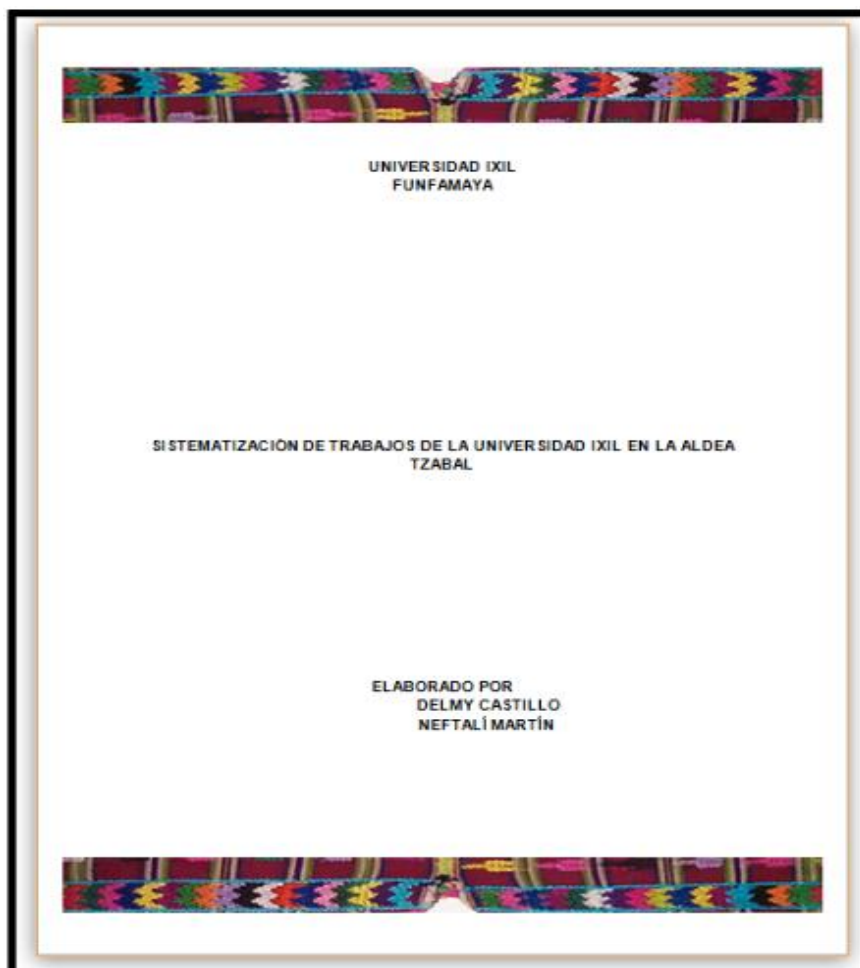 UNIVERSIDAD IXIL
FUNFAMAYA
SISTEMATIZACIÓN DE TRABAJOS DE LA UNIVERSIDAD IXIL EN LA ALDEA
TZABAL
ELABORADO POR
DELMY CASTILLO
NEFTALÍ MARTÍN